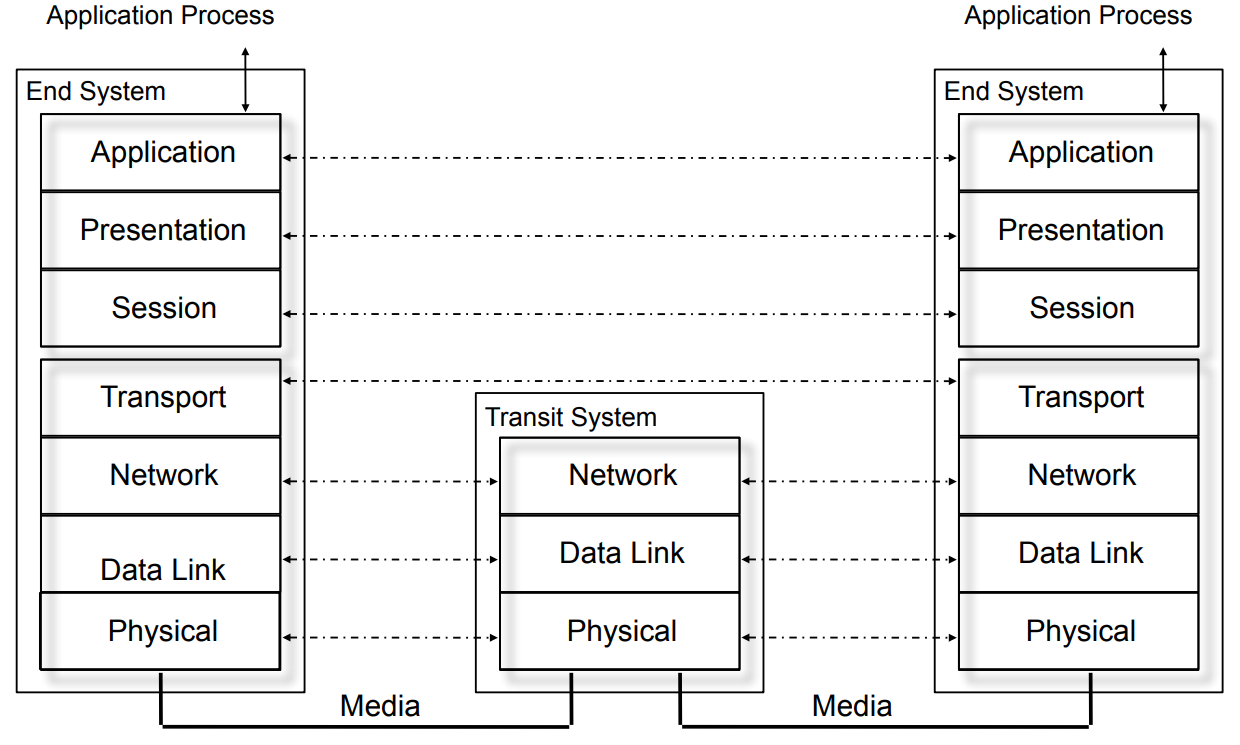 Application Process
Application Process
End System
End System
Application
Application
Presentation
Presentation
Session
Session
Transport
Transport
Transit System
Network
Network
Network
Data Link
Data Link
Data Link
Physical
Physical
Physical
Media
Media